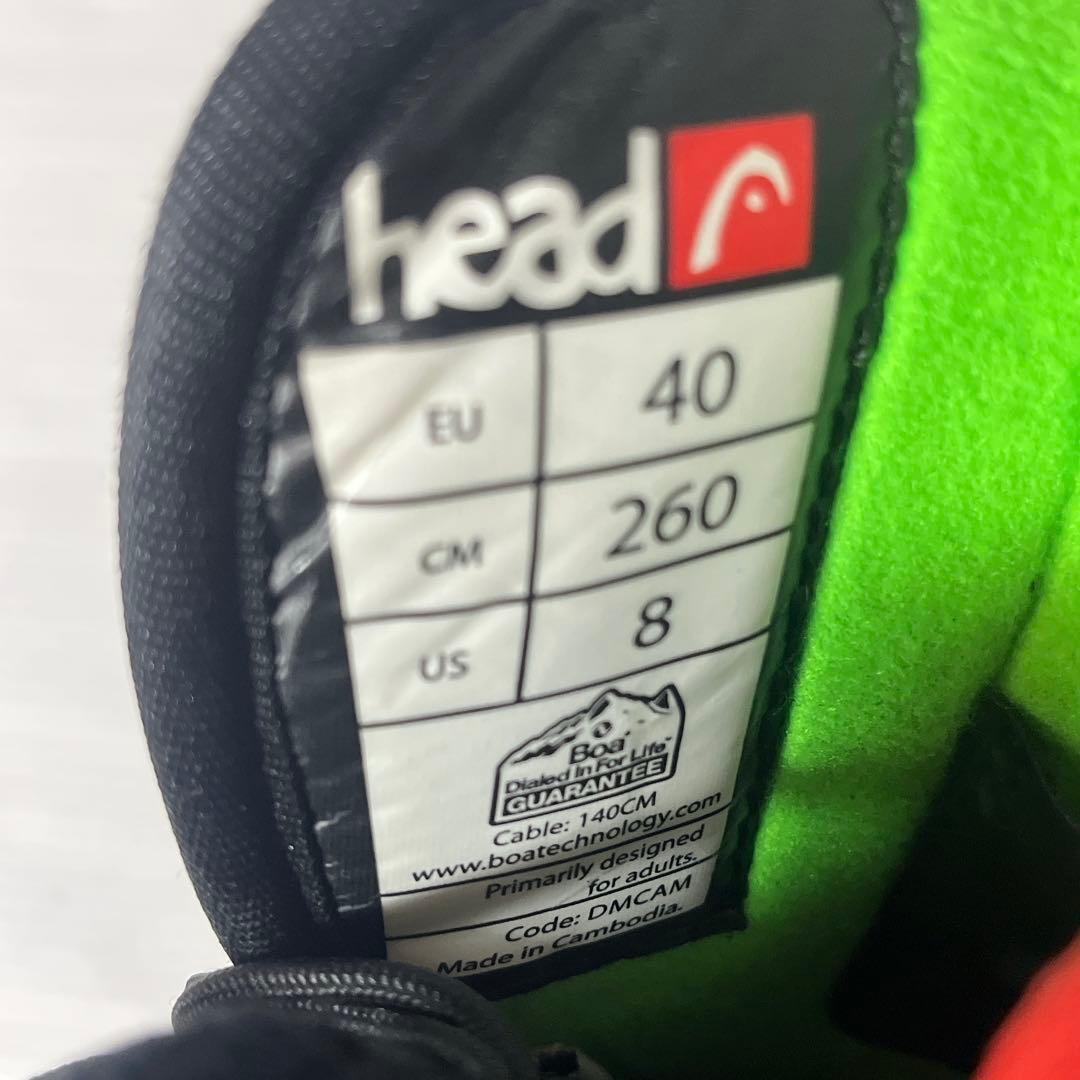 head
EU 40
CM 260
US 8
Boa
Dialed In For Life™
GUARANTEE
Cable: 140CM
www.boatechnology.com
Primarily designed
for adults.
Code: DMCAM
Made in Cambodia.